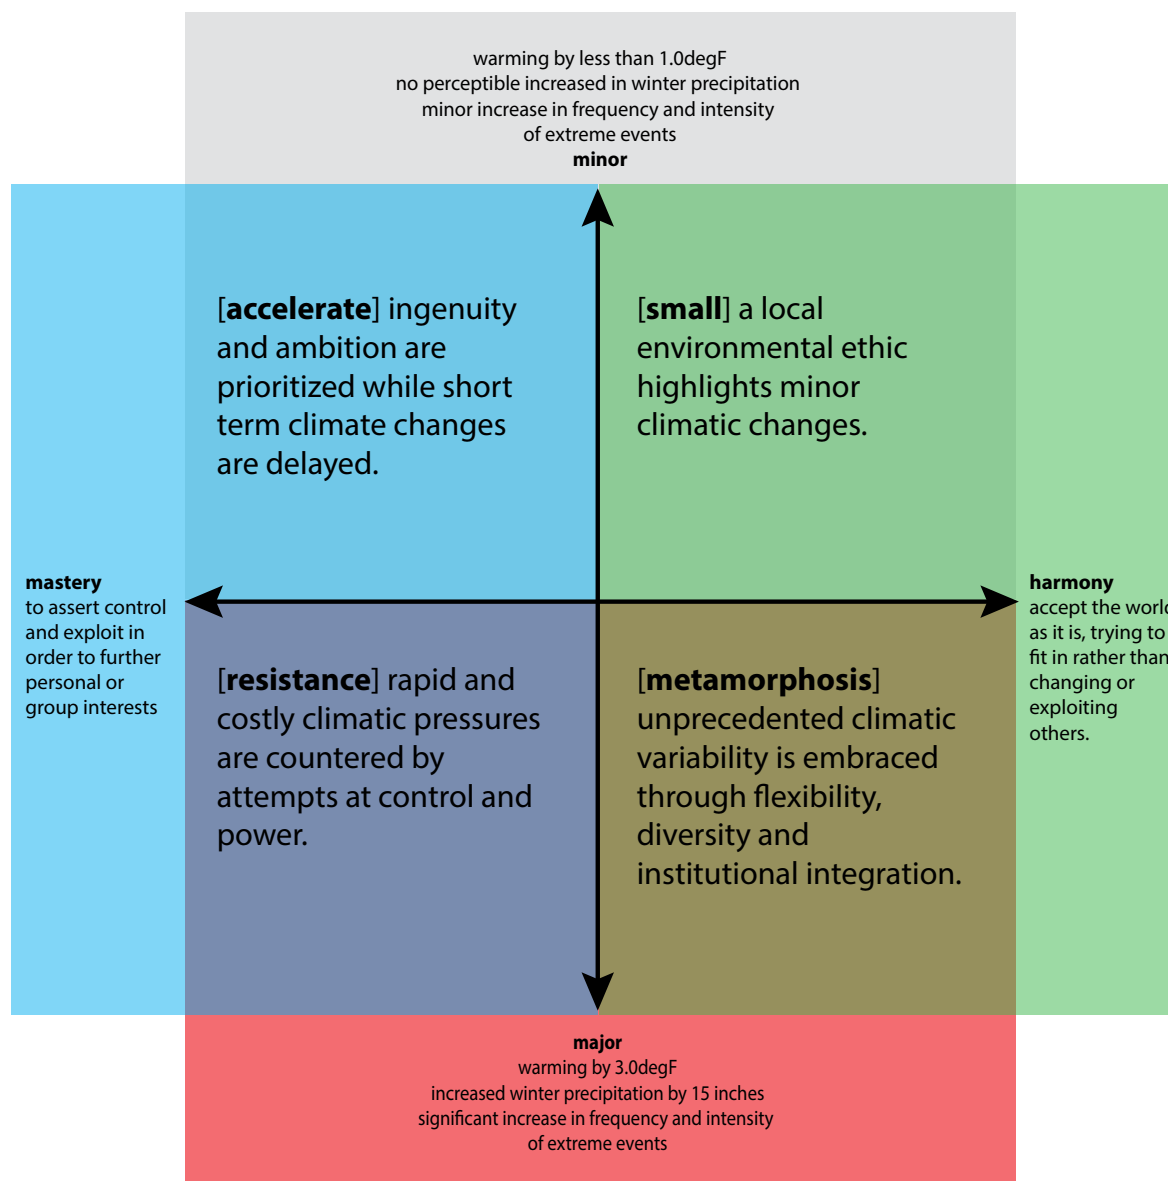 warming by less than 1.0degF
no perceptible increased in winter precipitation
minor increase in frequency and intensity
of extreme events
minor
[accelerate] ingenuity
and ambition are
prioritized while short
term climate changes
are delayed.
[small] a local
environmental ethic
highlights minor
climatic changes.
mastery
to assert control
and exploit in
order to further
personal or
group interests
harmony
accept the world
as it is, trying to
fit in rather than
changing or
exploiting
others.
[resistance] rapid and
costly climatic pressures
are countered by
attempts at control and
power.
[metamorphosis]
unprecedented climatic
variability is embraced
through flexibility,
diversity and
institutional integration.
major
warming by 3.0degF
increased winter precipitation by 15 inches
significant increase in frequency and intensity
of extreme events